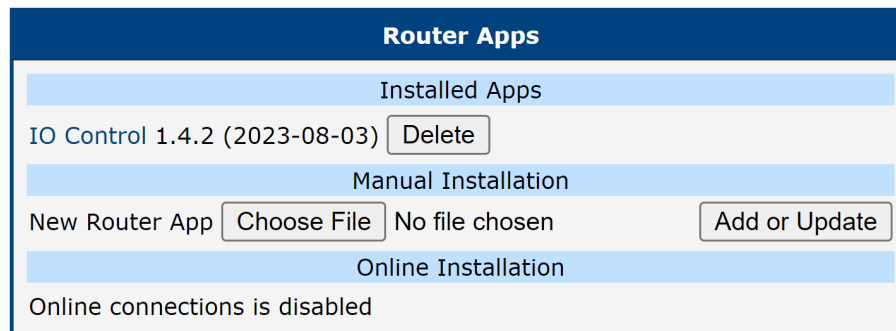 Router Apps
Installed Apps
IO Control 1.4.2 (2023-08-03) Delete
Manual Installation
New Router App Choose File No file chosen Add or Update
Online Installation
Online connections is disabled